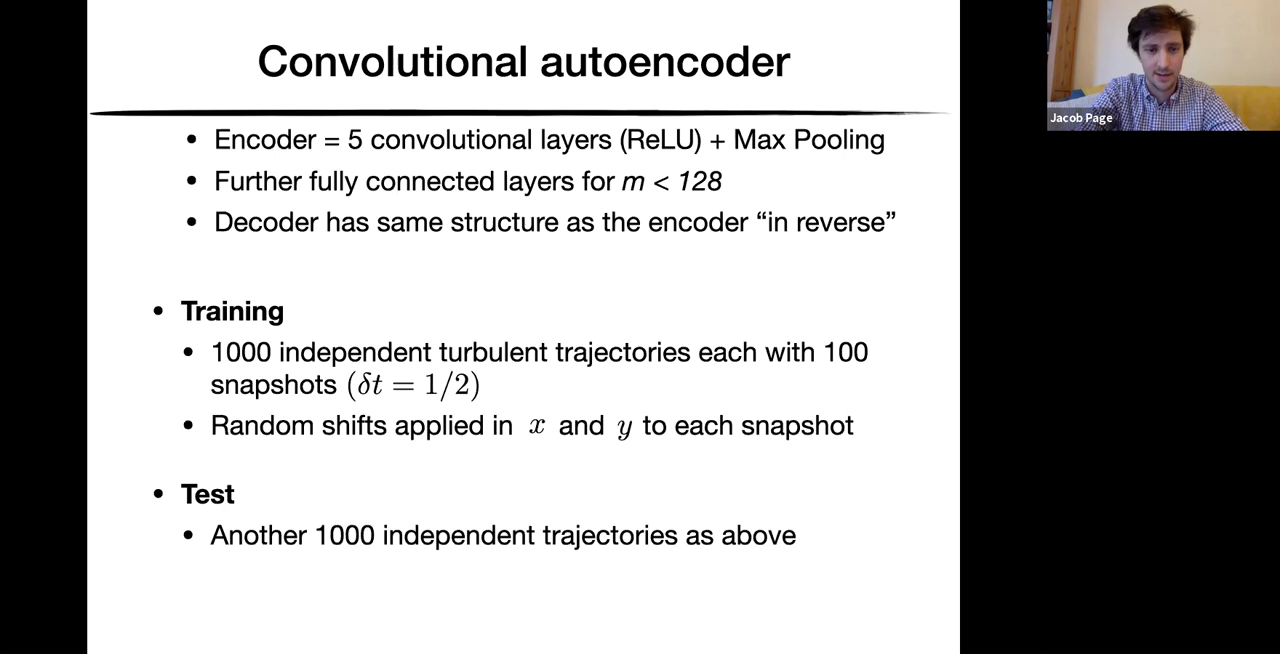 Convolutional autoencoder
• Encoder = 5 convolutional layers (ReLU) + Max Pooling
• Further fully connected layers for m < 128
• Decoder has same structure as the encoder “in reverse”
• Training
• 1000 independent turbulent trajectories each with 100
snapshots (δt = 1/2)
• Random shifts applied in x and y to each snapshot
• Test
• Another 1000 independent trajectories as above
Jacob Page